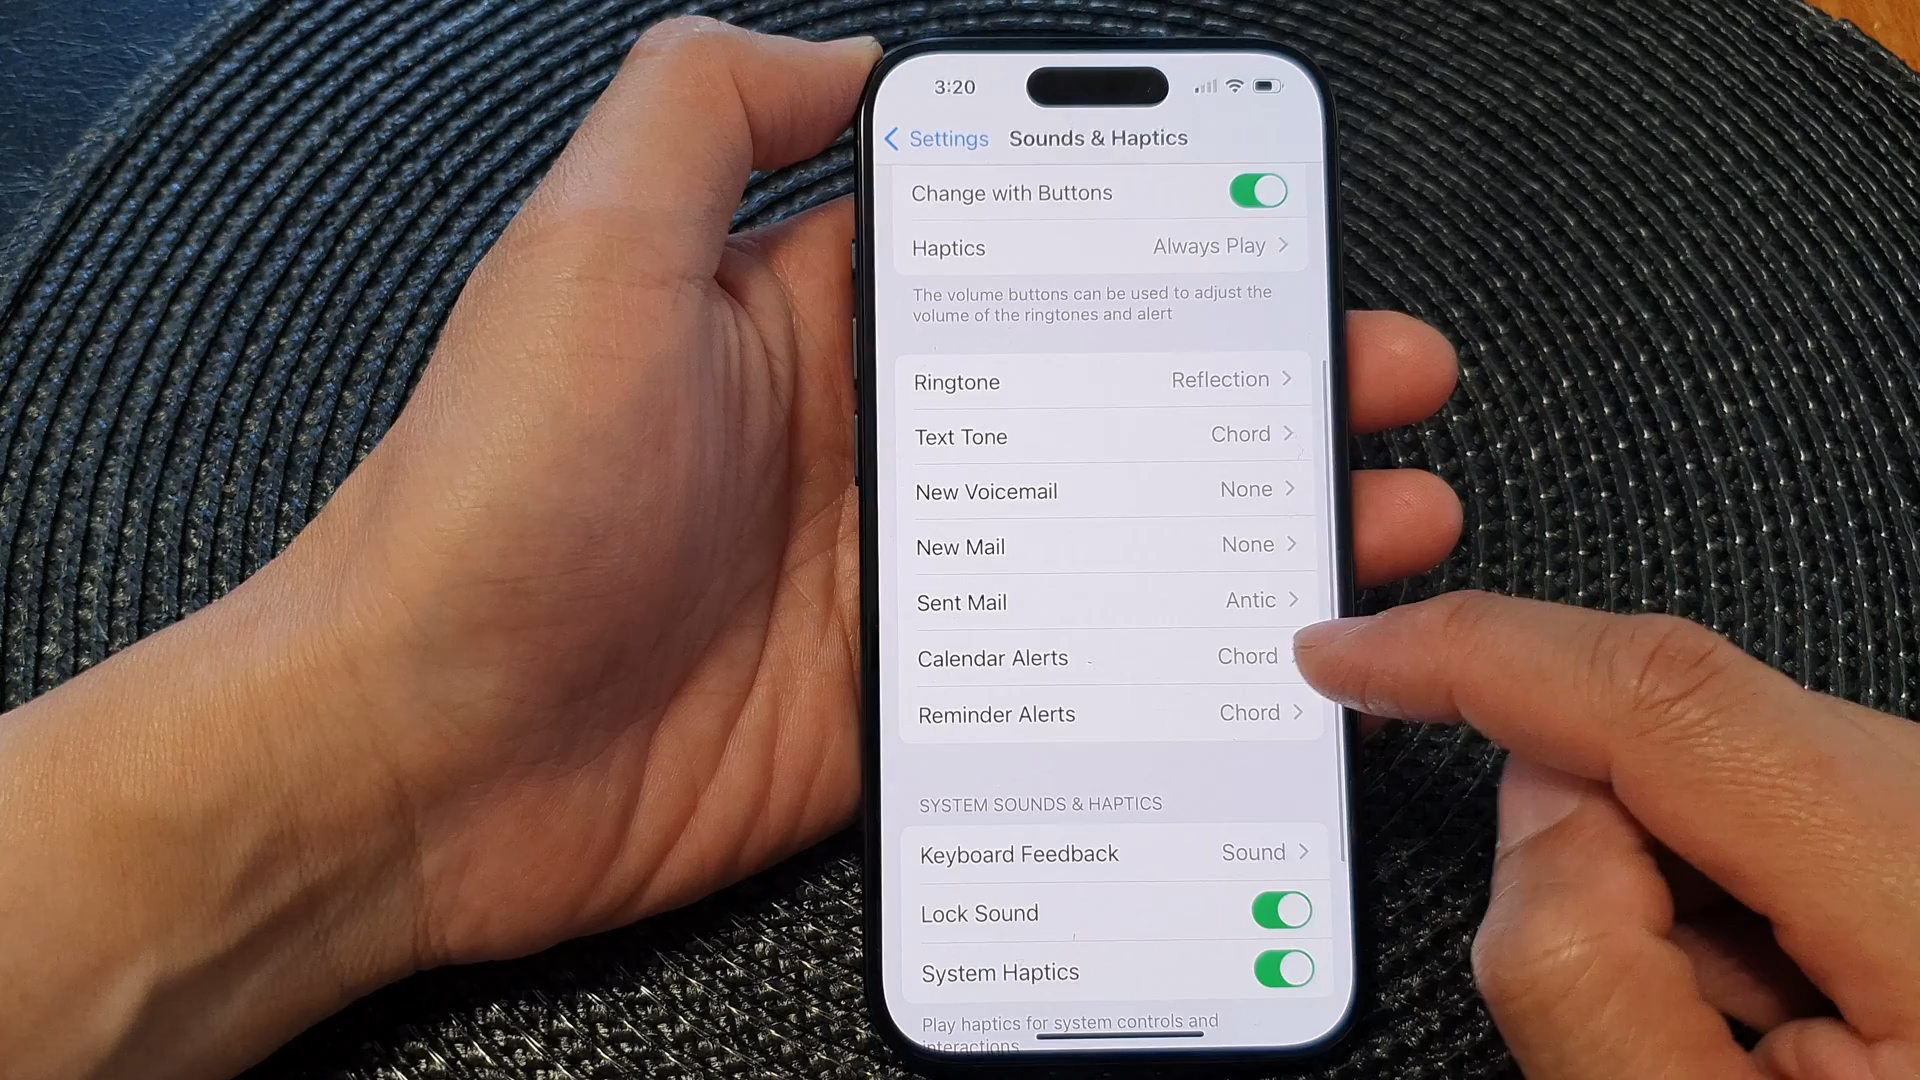 3:20
Settings Sounds & Haptics
Change with Buttons
Haptics Always Play
The volume buttons can be used to adjust the
volume of the ringtones and alert
Ringtone Reflection
Text Tone Chord
New Voicemail None
New Mail None
Sent Mail Antic
Calendar Alerts Chord
Reminder Alerts Chord
SYSTEM SOUNDS & HAPTICS
Keyboard Feedback Sound
Lock Sound
System Haptics
Play haptics for system controls and
interactions